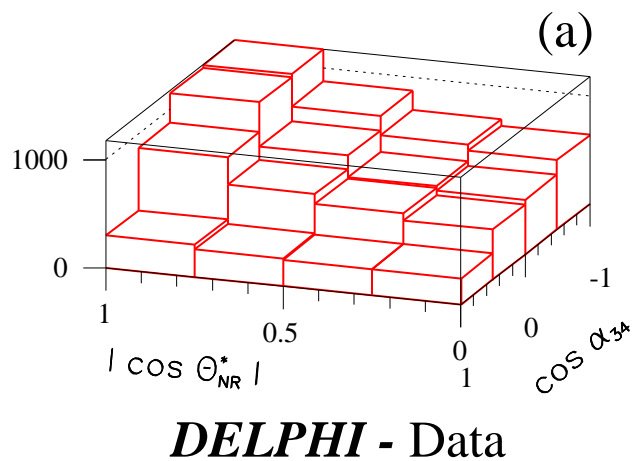 (a)
1000
0
1
0.5
0
1
0
-1
| cos Θ*NR |
cos α34
DELPHI - Data